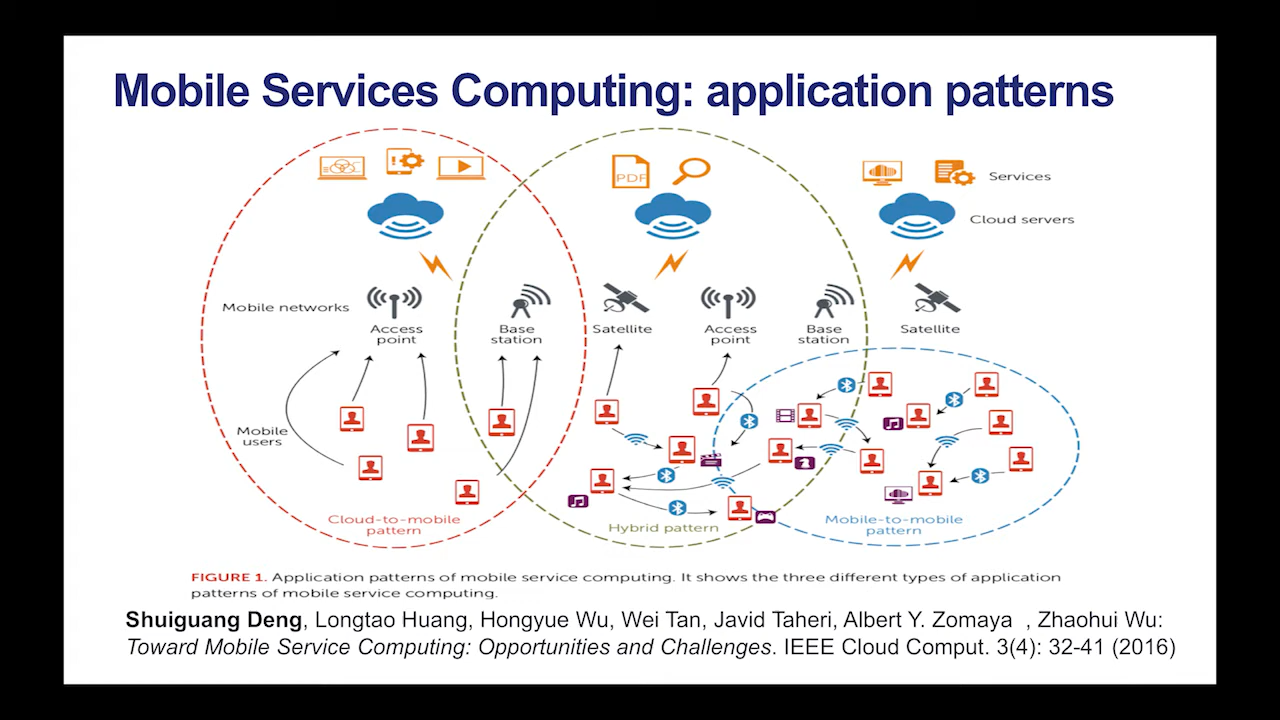 Mobile Services Computing: application patterns
PDF
Services
Cloud servers
Mobile networks
Access
point
Base
station
Satellite
Access
point
Base
station
Satellite
Mobile
users
Cloud-to-mobile
pattern
Hybrid pattern
Mobile-to-mobile
pattern
FIGURE 1. Application patterns of mobile service computing. It shows the three different types of application
patterns of mobile service computing.
Shuiguang Deng, Longtao Huang, Hongyue Wu, Wei Tan, Javid Taheri, Albert Y. Zomaya , Zhaohui Wu:
Toward Mobile Service Computing: Opportunities and Challenges. IEEE Cloud Comput. 3(4): 32-41 (2016)